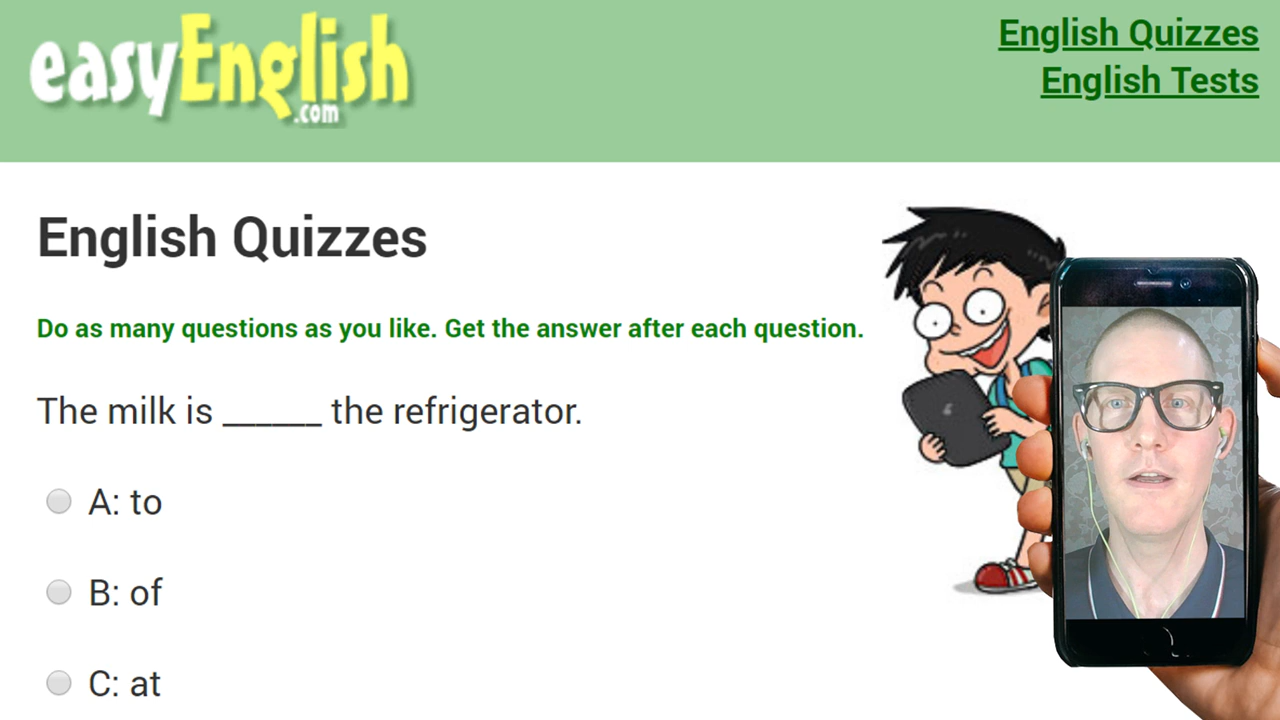 easyEnglish
.com
English Quizzes
English Tests
English Quizzes
Do as many questions as you like. Get the answer after each question.
The milk is ______ the refrigerator.
A: to
B: of
C: at